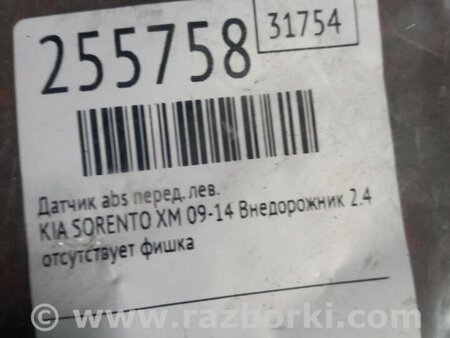 255758
31754
Датчик abs перед. лев.
KIA SORENTO XM 09-14 Внедорожник 2.4
отсутствует фишка
www.razborki.com